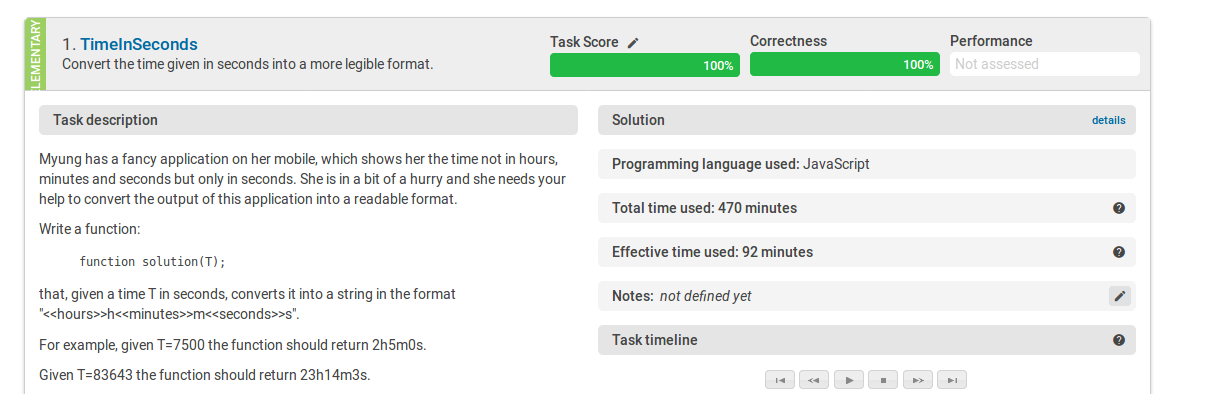 ELEMENTARY
1. TimeInSeconds
Convert the time given in seconds into a more legible format.
Task Score
100%
Correctness
100%
Performance
Not assessed
Task description
Myung has a fancy application on her mobile, which shows her the time not in hours,
minutes and seconds but only in seconds. She is in a bit of a hurry and she needs your
help to convert the output of this application into a readable format.
Write a function:
function solution(T);
that, given a time T in seconds, converts it into a string in the format
"<<hours>>h<<minutes>>m<<seconds>>s".
For example, given T=7500 the function should return 2h5m0s.
Given T=83643 the function should return 23h14m3s.
Solution
details
Programming language used: JavaScript
Total time used: 470 minutes
?
Effective time used: 92 minutes
?
Notes: not defined yet
Task timeline
?